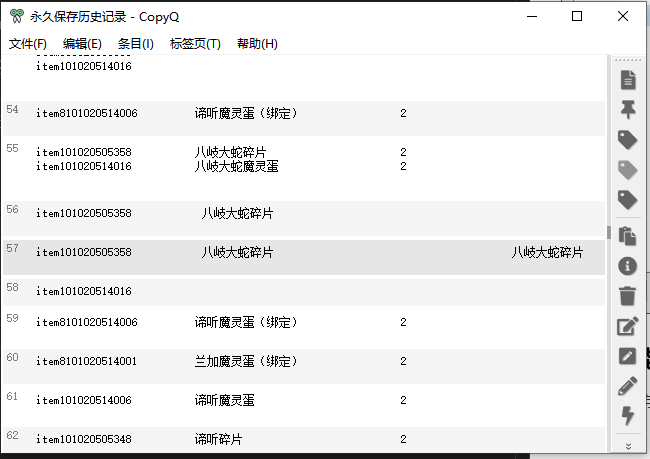 永久保存历史记录 - CopyQ
文件(F) 编辑(E) 条目(I) 标签页(T) 帮助(H)
item101020514016
54 item8101020514006 谛听魔灵蛋（绑定） 2
55 item101020505358 八岐大蛇碎片 2
item101020514016 八岐大蛇魔灵蛋 2
56 item101020505358 八岐大蛇碎片
57 item101020505358 八岐大蛇碎片 八岐大蛇碎片
58 item101020514016
59 item8101020514006 谛听魔灵蛋（绑定） 2
60 item8101020514001 兰加魔灵蛋（绑定） 2
61 item101020514006 谛听魔灵蛋 2
62 item101020505348 谛听碎片 2